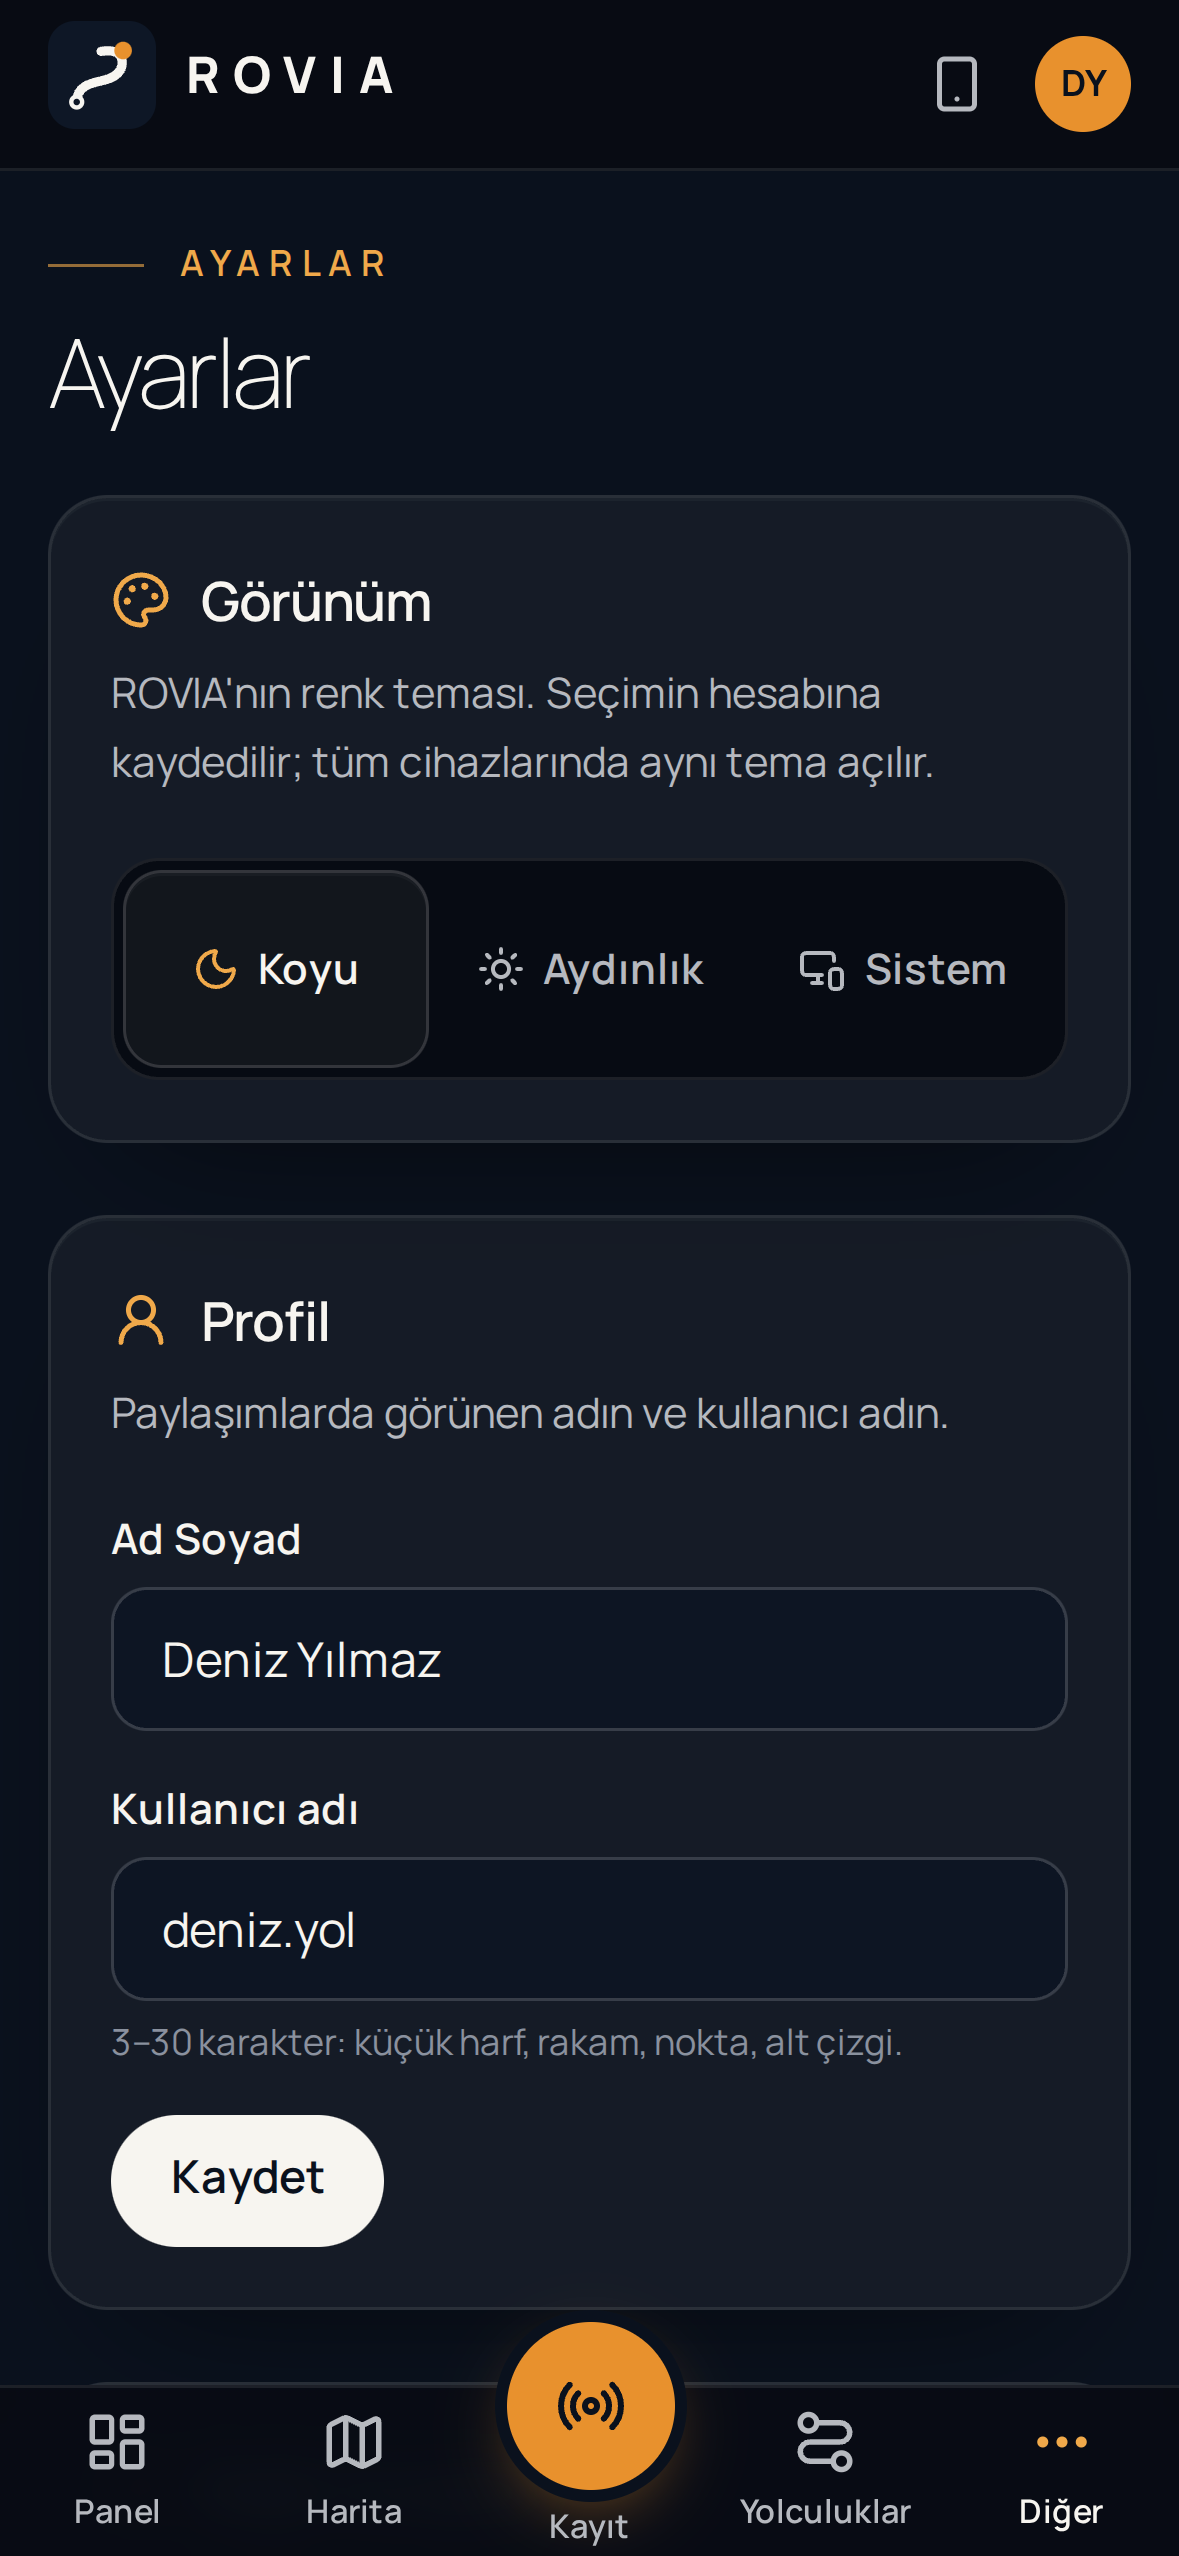 ROVIA
DY
AYARLAR
Ayarlar
Görünüm
ROVIA'nın renk teması. Seçimin hesabına
kaydedilir; tüm cihazlarında aynı tema açılır.
Koyu
Aydınlık
Sistem
Profil
Paylaşımlarda görünen adın ve kullanıcı adın.
Ad Soyad
Deniz Yılmaz
Kullanıcı adı
deniz.yol
3–30 karakter: küçük harf, rakam, nokta, alt çizgi.
Kaydet
Panel
Harita
Kayıt
Yolculuklar
Diğer